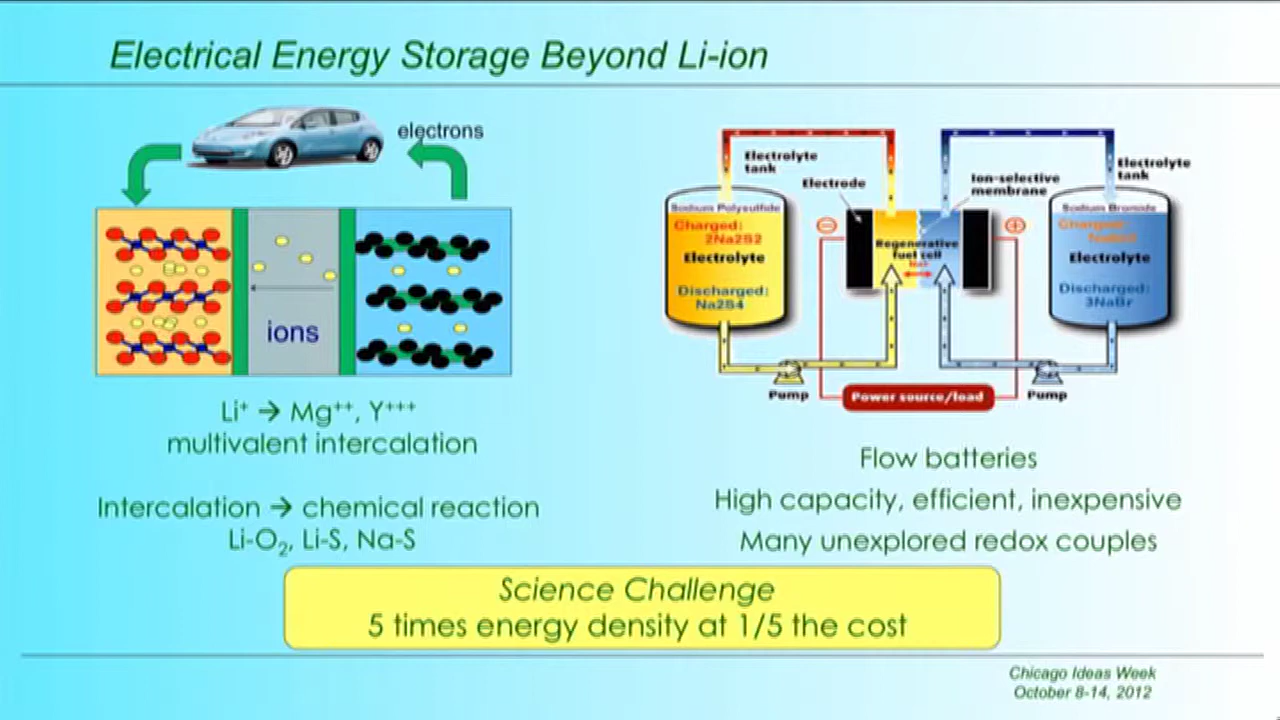 Electrical Energy Storage Beyond Li-ion
electrons
ions
Li⁺ → Mg⁺⁺, Y⁺⁺⁺
multivalent intercalation
Intercalation → chemical reaction
Li-O₂, Li-S, Na-S
Electrolyte
tank
Electrode
Ion-selective
membrane
Electrolyte
tank
Sodium Polysulfide
Charged:
2Na2S2
Electrolyte
Discharged:
Na2S4
Regenerative
fuel cell
Sodium Bromide
Charged:
Electrolyte
Discharged:
3NaBr
Pump
Power source/load
Pump
Flow batteries
High capacity, efficient, inexpensive
Many unexplored redox couples
Science Challenge
5 times energy density at 1/5 the cost
Chicago Ideas Week
October 8-14, 2012